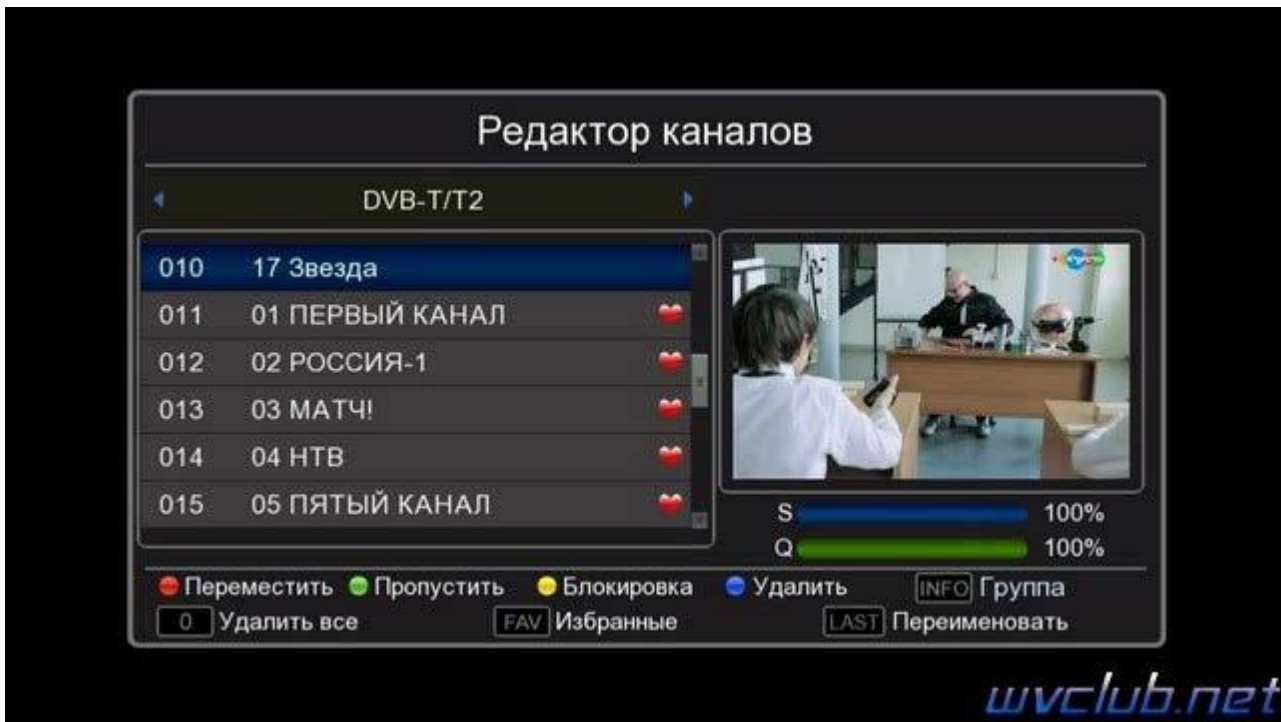 Редактор каналов
DVB-T/T2
010 17 Звезда
011 01 ПЕРВЫЙ КАНАЛ
012 02 РОССИЯ-1
013 03 МАТЧ!
014 04 НТВ
015 05 ПЯТЫЙ КАНАЛ
S 100%
Q 100%
Переместить Пропустить Блокировка Удалить INFO Группа
0 Удалить все FAV Избранные LAST Переименовать
wvclub.net